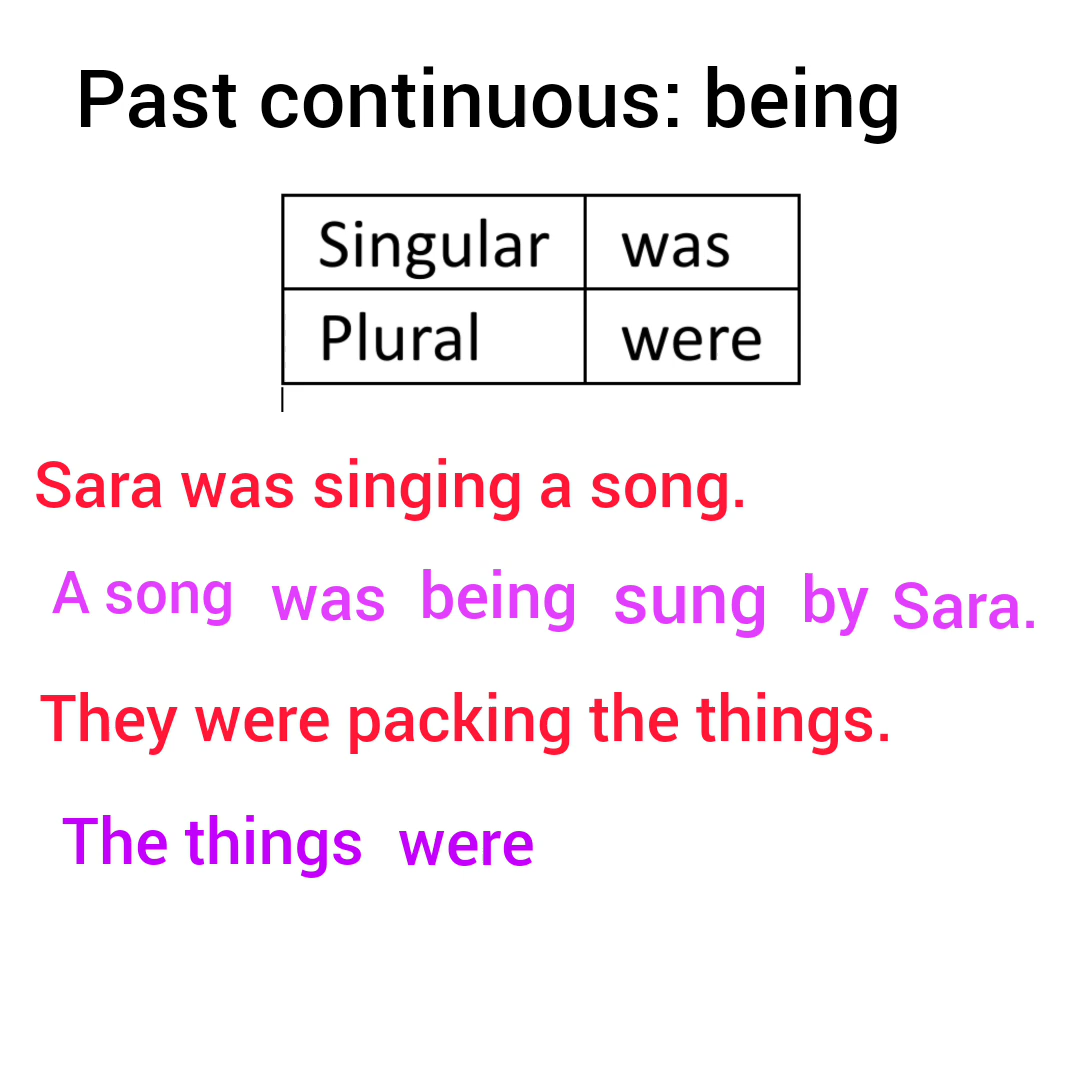 Past continuous: being
Singular was
Plural were
Sara was singing a song.
A song was being sung by Sara.
They were packing the things.
The things were